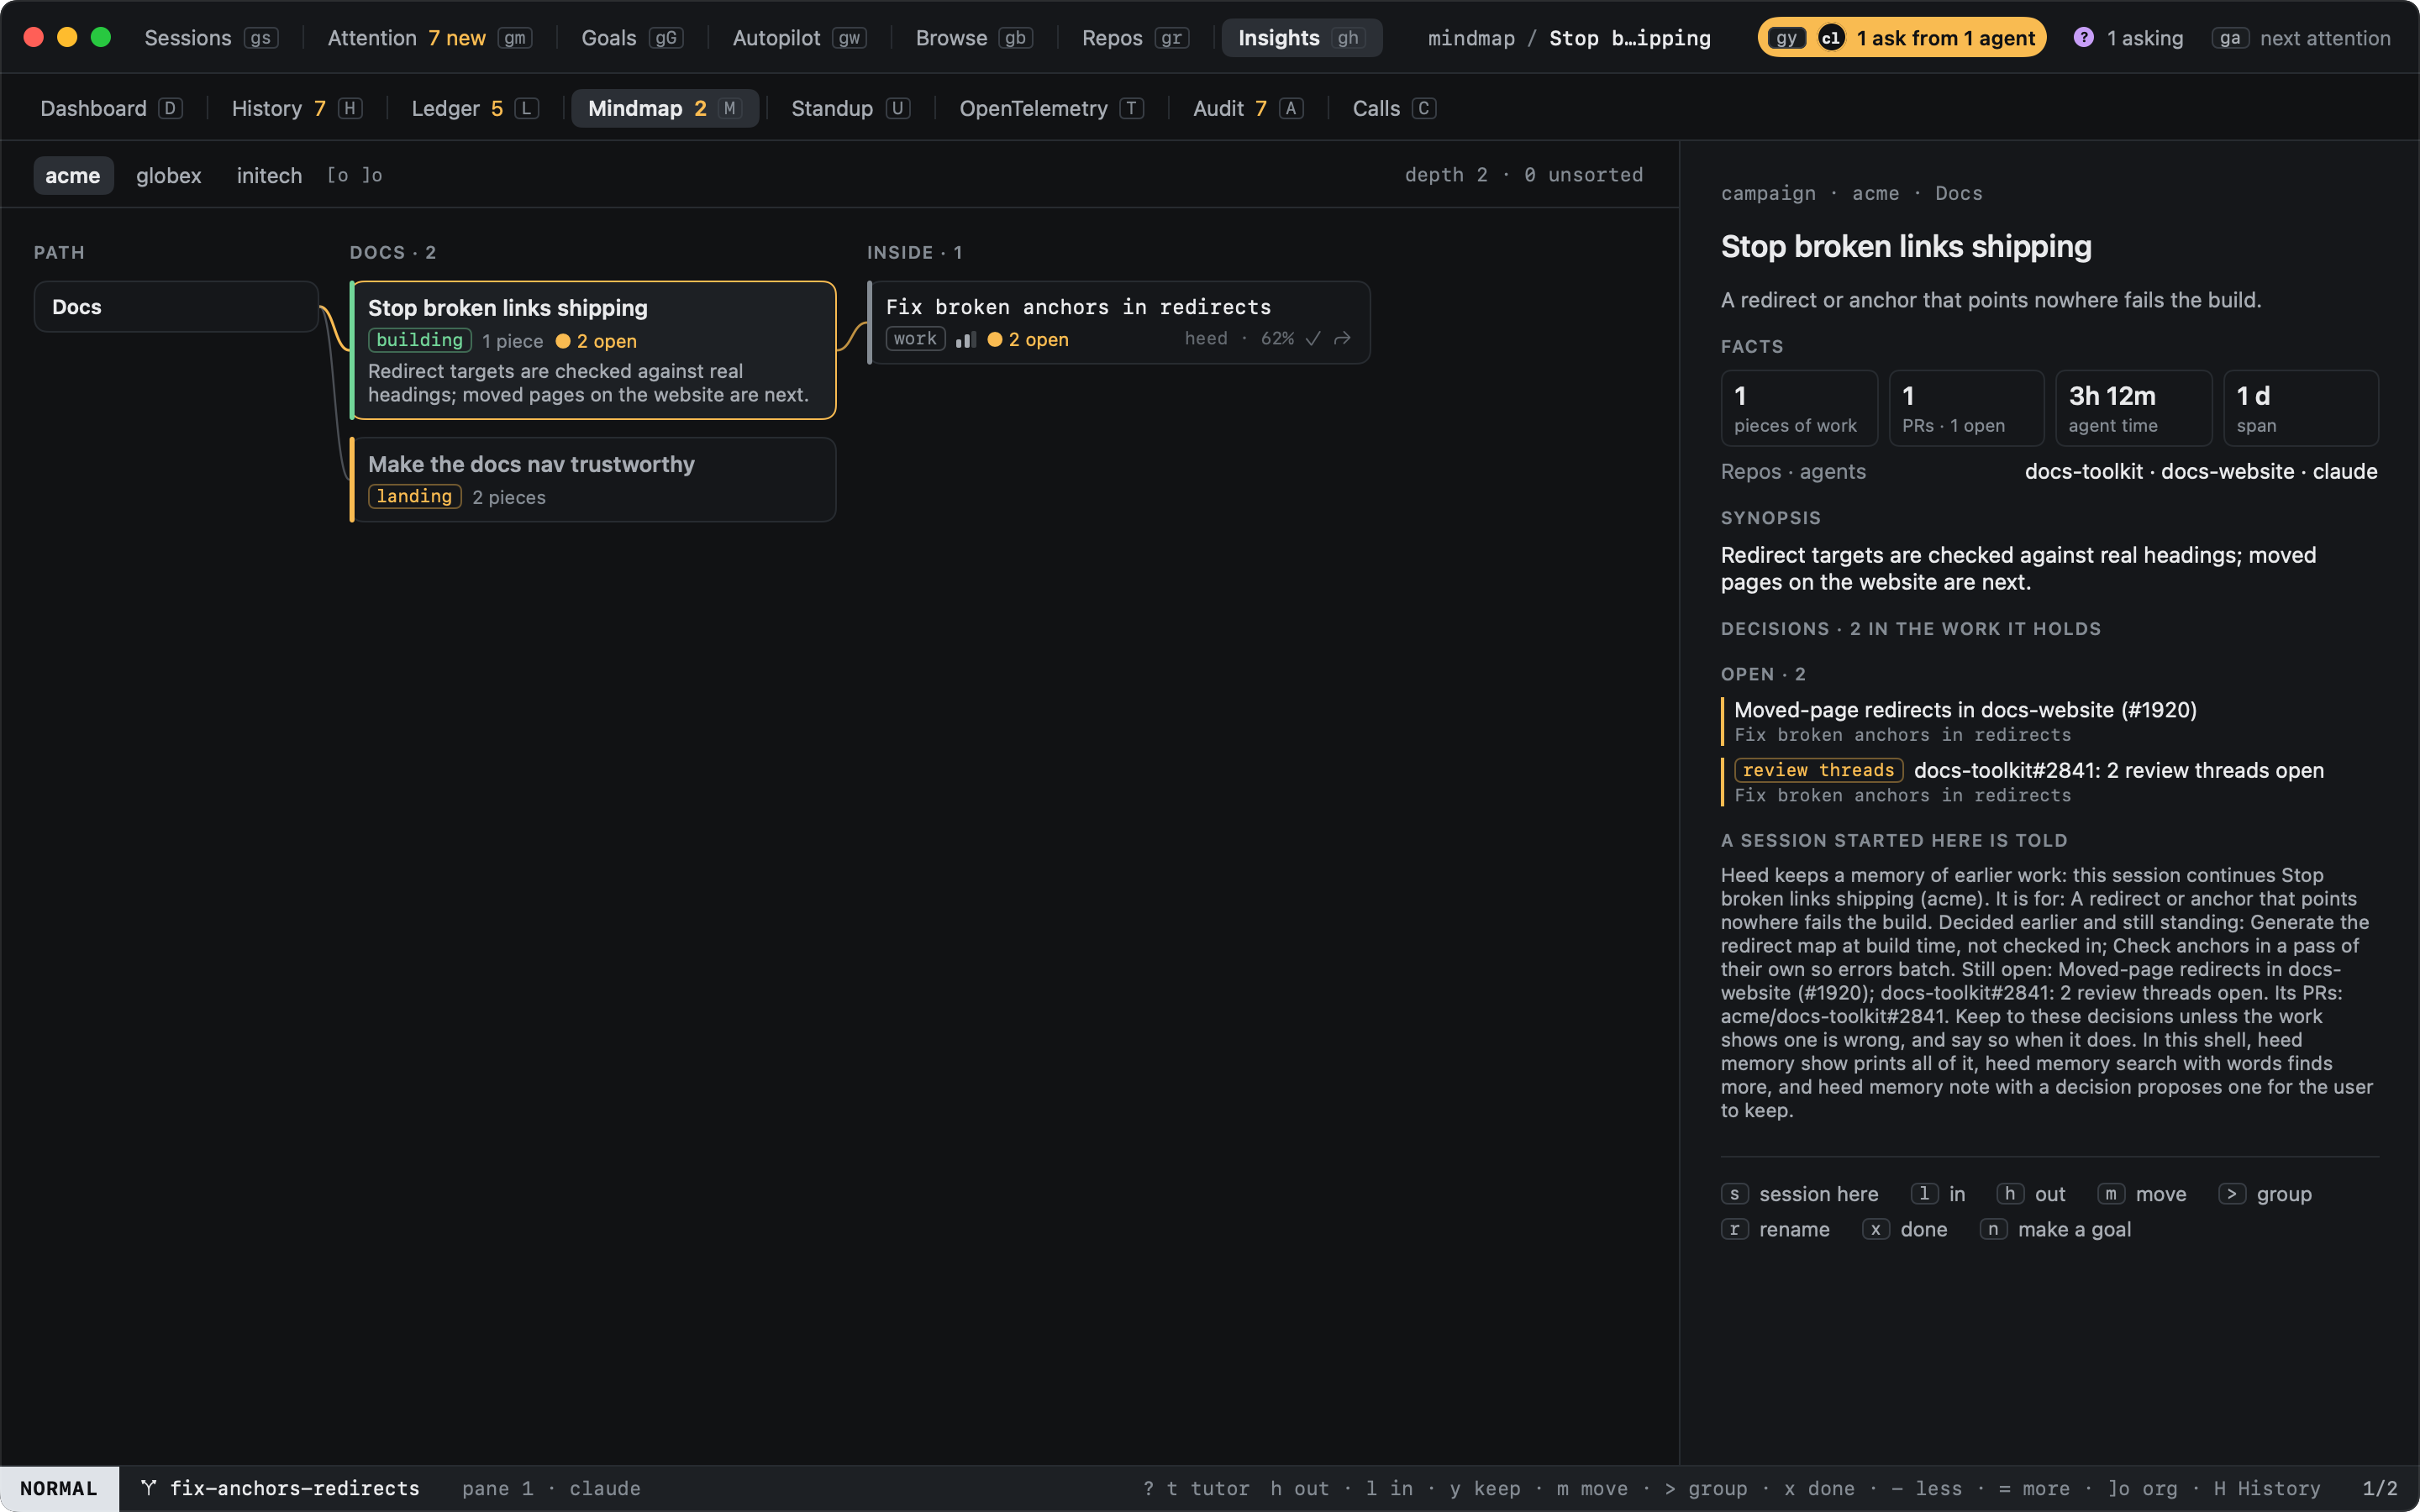 Sessions gs Attention 7 new gm Goals gG Autopilot gw Browse gb Repos gr Insights gh mindmap / Stop b…ipping gy cl 1 ask from 1 agent ? 1 asking ga next attention
Dashboard D History 7 H Ledger 5 L Mindmap 2 M Standup U OpenTelemetry T Audit 7 A Calls C
acme globex initech [o ]o depth 2 · 0 unsorted
PATH
Docs
DOCS · 2
Stop broken links shipping
building 1 piece 2 open
Redirect targets are checked against real
headings; moved pages on the website are next.
Make the docs nav trustworthy
landing 2 pieces
INSIDE · 1
Fix broken anchors in redirects
work 2 open heed · 62% ✓
campaign · acme · Docs
Stop broken links shipping
A redirect or anchor that points nowhere fails the build.
FACTS
1
pieces of work
1
PRs · 1 open
3h 12m
agent time
1 d
span
Repos · agents docs-toolkit · docs-website · claude
SYNOPSIS
Redirect targets are checked against real headings; moved
pages on the website are next.
DECISIONS · 2 IN THE WORK IT HOLDS
OPEN · 2
Moved-page redirects in docs-website (#1920)
Fix broken anchors in redirects
review threads docs-toolkit#2841: 2 review threads open
Fix broken anchors in redirects
A SESSION STARTED HERE IS TOLD
Heed keeps a memory of earlier work: this session continues Stop
broken links shipping (acme). It is for: A redirect or anchor that points
nowhere fails the build. Decided earlier and still standing: Generate the
redirect map at build time, not checked in; Check anchors in a pass of
their own so errors batch. Still open: Moved-page redirects in docs-
website (#1920); docs-toolkit#2841: 2 review threads open. Its PRs:
acme/docs-toolkit#2841. Keep to these decisions unless the work
shows one is wrong, and say so when it does. In this shell, heed
memory show prints all of it, heed memory search with words finds
more, and heed memory note with a decision proposes one for the user
to keep.
s session here l in h out m move > group
r rename x done n make a goal
NORMAL fix-anchors-redirects pane 1 · claude ? t tutor h out · l in · y keep · m move · > group · x done · − less · = more · ]o org · H History 1/2